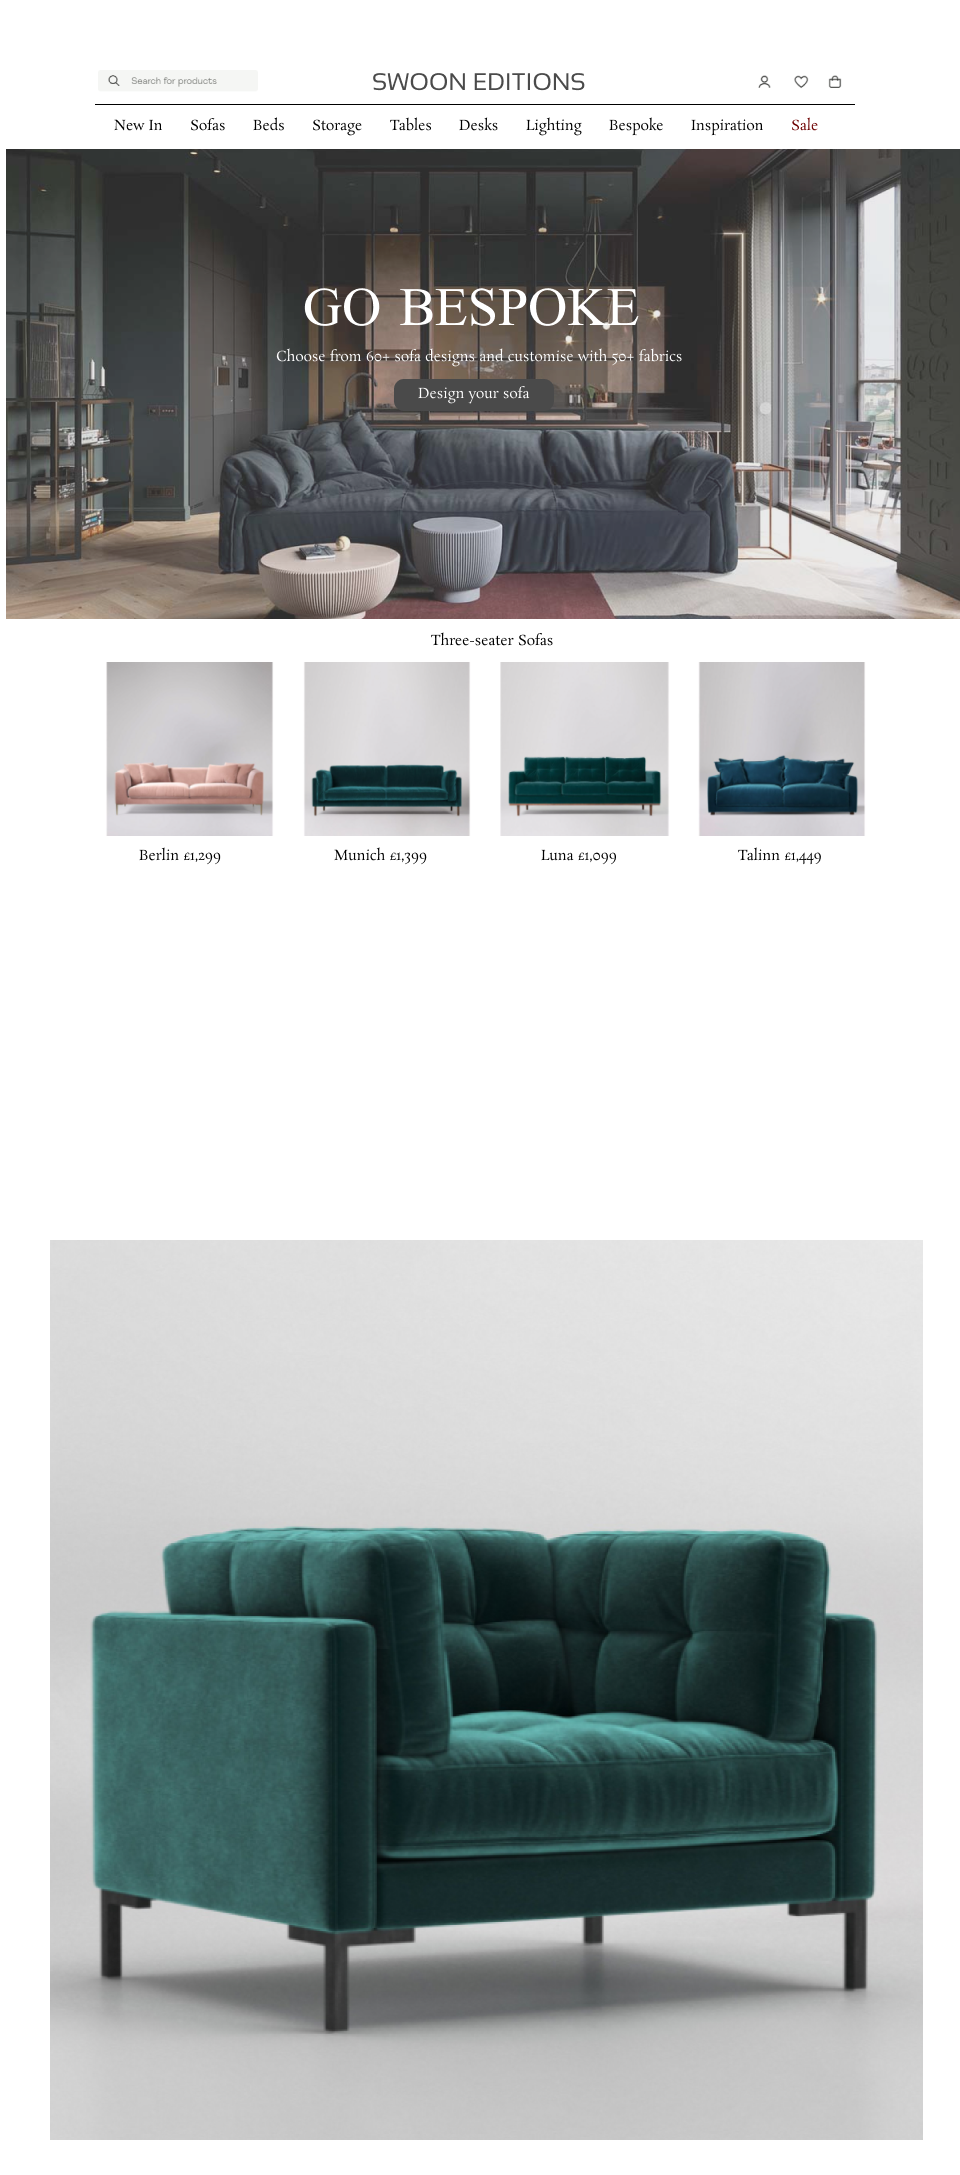 Search for products
SWOON EDITIONS
New In Sofas Beds Storage Tables Desks Lighting Bespoke Inspiration Sale
GO BESPOKE
Choose from 60+ sofa designs and customise with 50+ fabrics
Design your sofa
Three-seater Sofas
Berlin £1,299 Munich £1,399 Luna £1,099 Talinn £1,449